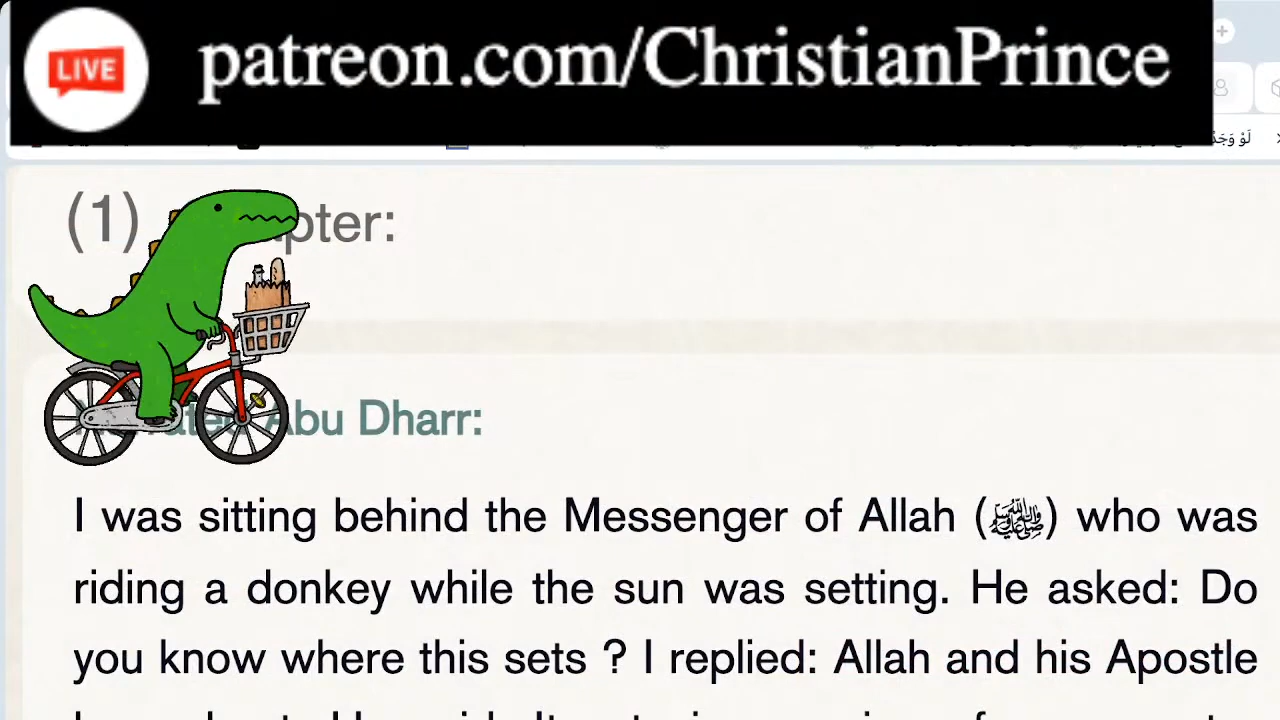 LIVE
patreon.com/ChristianPrince
لَوْ وَجَدْ
(1) pter:
Abu Dharr:
I was sitting behind the Messenger of Allah (ﷺ) who was
riding a donkey while the sun was setting. He asked: Do
you know where this sets ? I replied: Allah and his Apostle